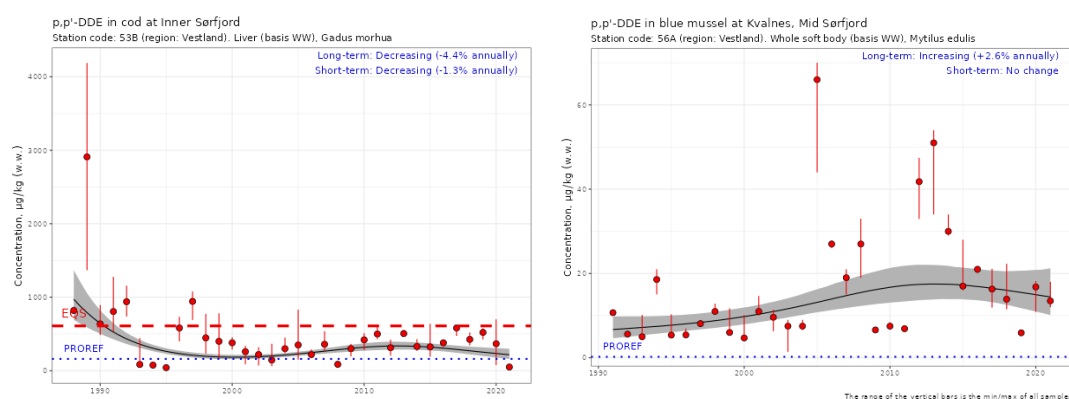 p,p'-DDE in cod at Inner Sørfjord
Station code: 53B (region: Vestland). Liver (basis WW), Gadus morhua
Long-term: Decreasing (-4.4% annually)
Short-term: Decreasing (-1.3% annually)
Concentration, µg/kg (w.w.)
4000
3000
2000
1000
0
EQS
PROREF
1990
2000
2010
2020
p,p'-DDE in blue mussel at Kvalnes, Mid Sørfjord
Station code: 56A (region: Vestland). Whole soft body (basis WW), Mytilus edulis
Long-term: Increasing (+2.6% annually)
Short-term: No change
Concentration, µg/kg (w.w.)
60
40
20
0
PROREF
1990
2000
2010
2020
The range of the vertical bars is the min/max of all sample